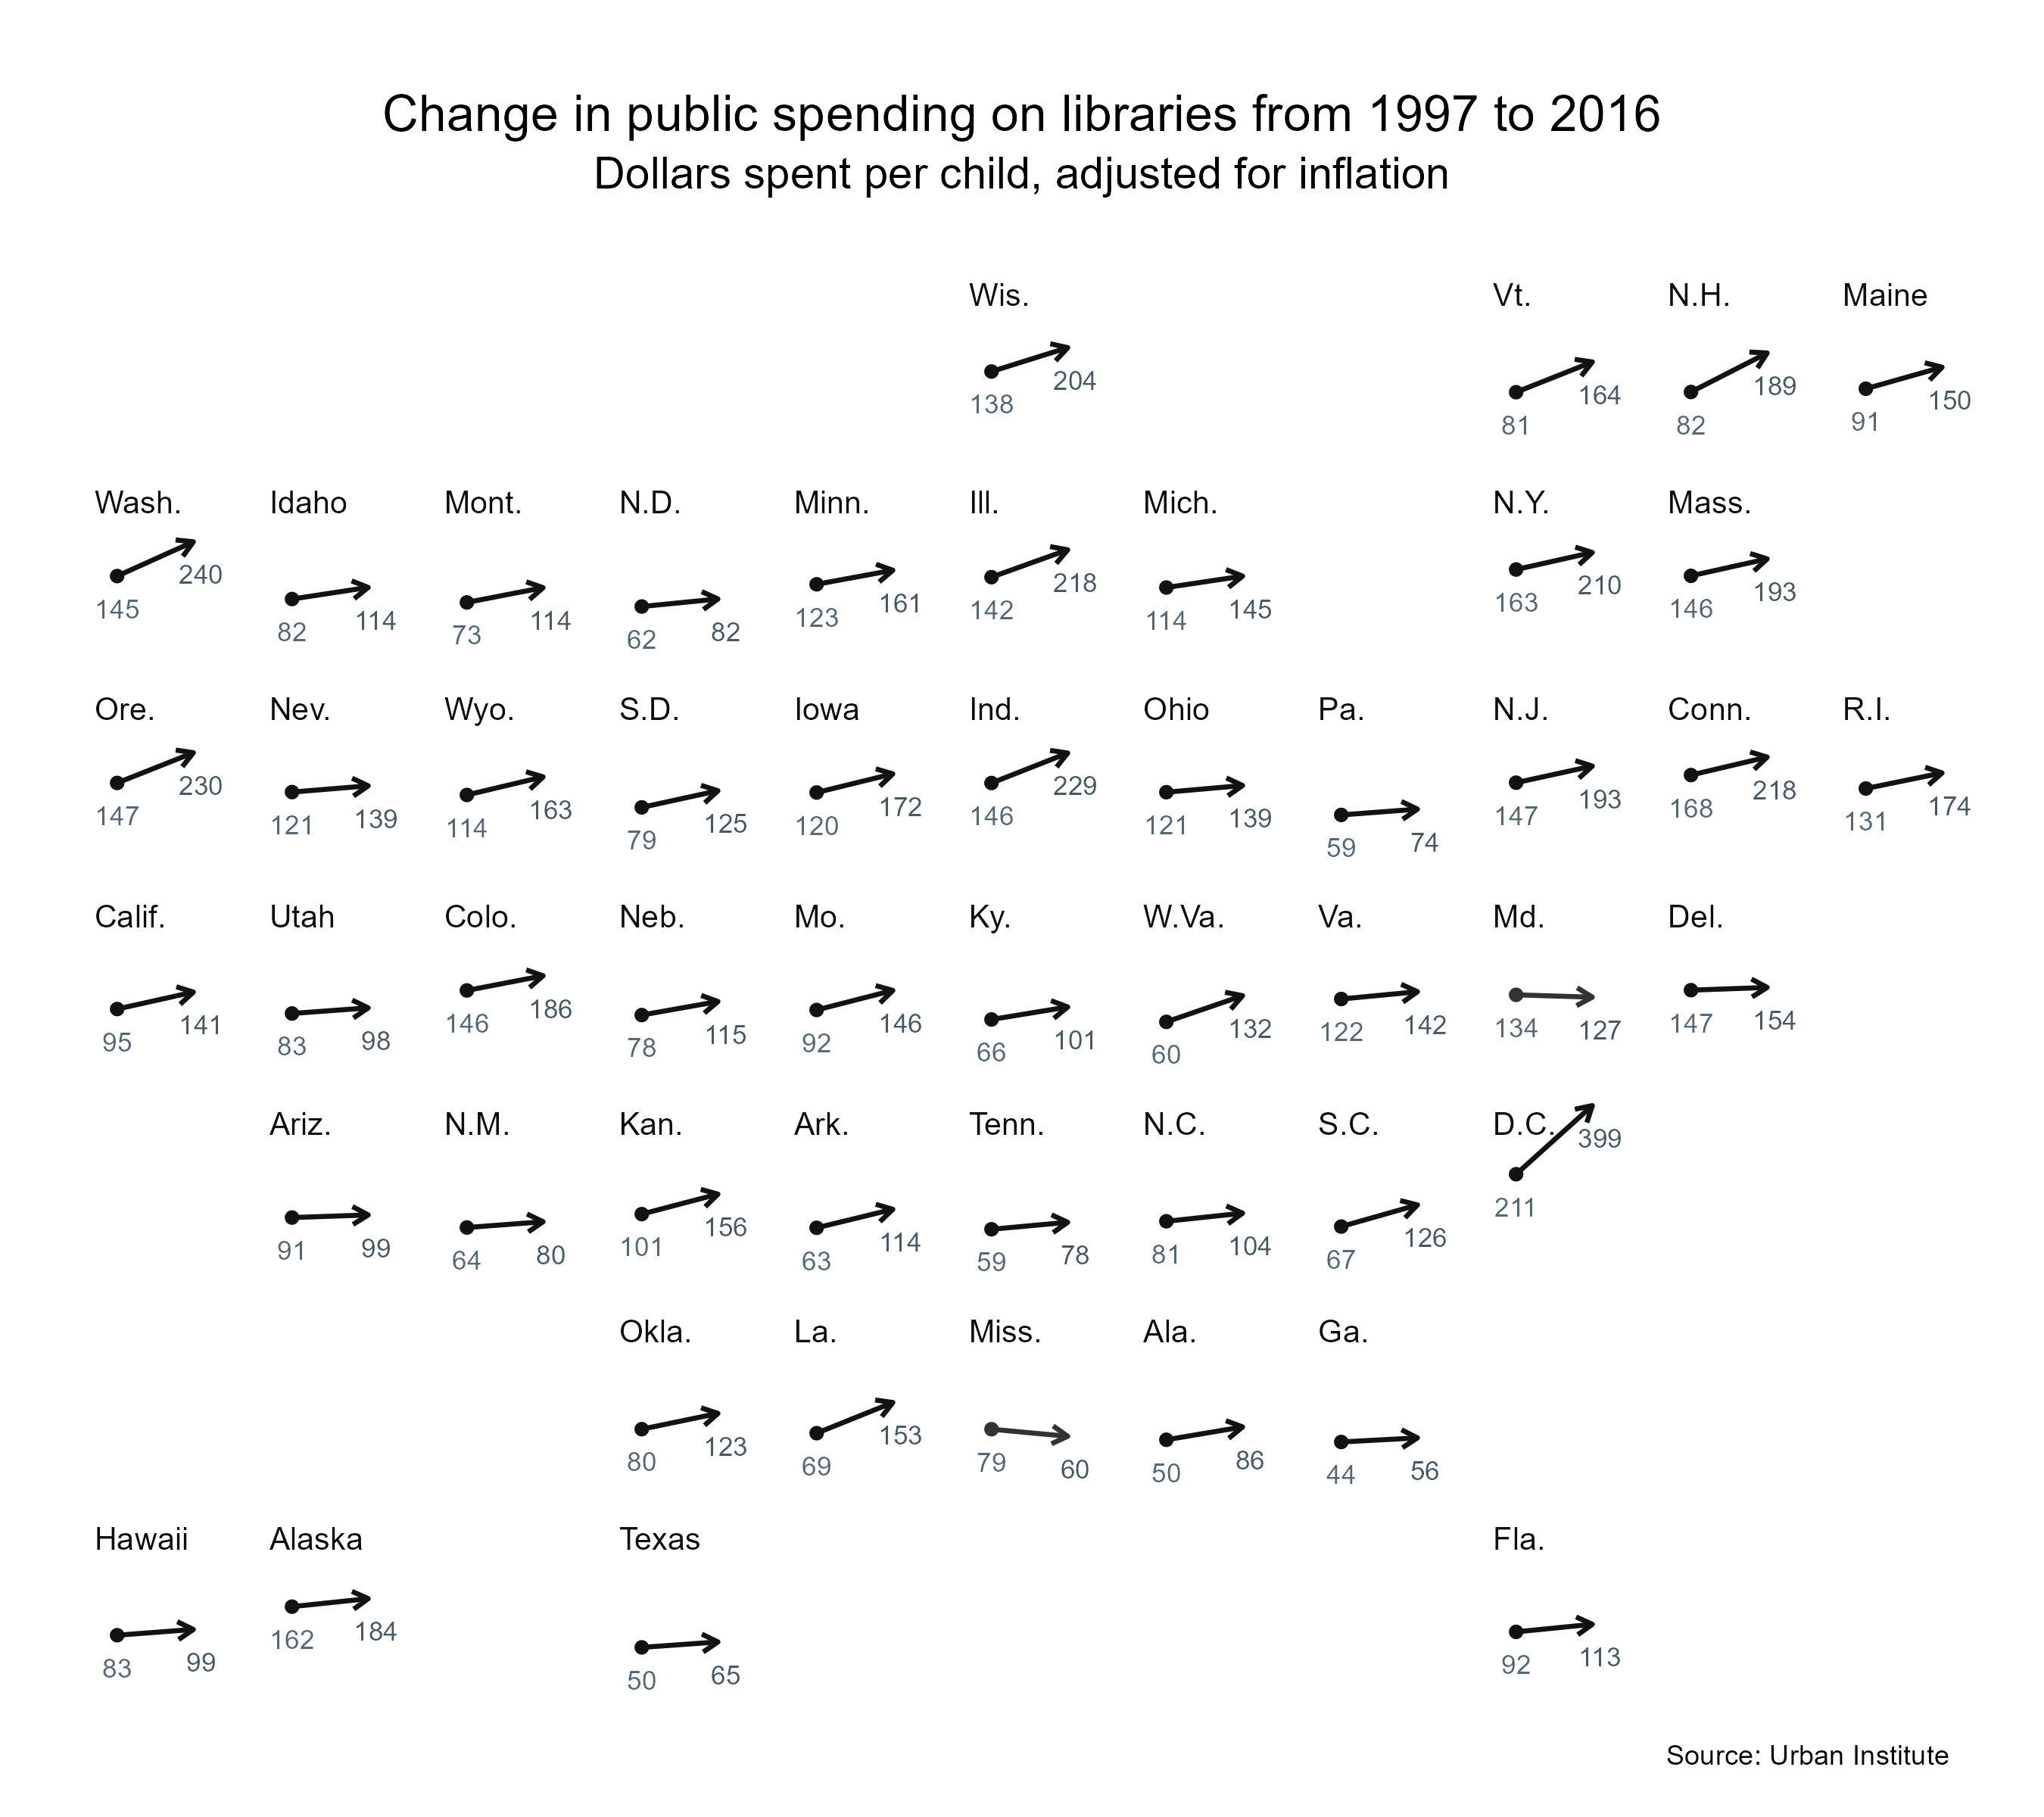 Change in public spending on libraries from 1997 to 2016
Dollars spent per child, adjusted for inflation
Wis. Vt. N.H. Maine
138 204 81 164 82 189 91 150
Wash. Idaho Mont. N.D. Minn. Ill. Mich. N.Y. Mass.
145 240 82 114 73 114 62 82 123 161 142 218 114 145 163 210 146 193
Ore. Nev. Wyo. S.D. Iowa Ind. Ohio Pa. N.J. Conn. R.I.
147 230 121 139 114 163 79 125 120 172 146 229 121 139 59 74 147 193 168 218 131 174
Calif. Utah Colo. Neb. Mo. Ky. W.Va. Va. Md. Del.
95 141 83 98 146 186 78 115 92 146 66 101 60 132 122 142 134 127 147 154
Ariz. N.M. Kan. Ark. Tenn. N.C. S.C. D.C.
91 99 64 80 101 156 63 114 59 78 81 104 67 126 211 399
Okla. La. Miss. Ala. Ga.
80 123 69 153 79 60 50 86 44 56
Hawaii Alaska Texas Fla.
83 99 162 184 50 65 92 113
Source: Urban Institute